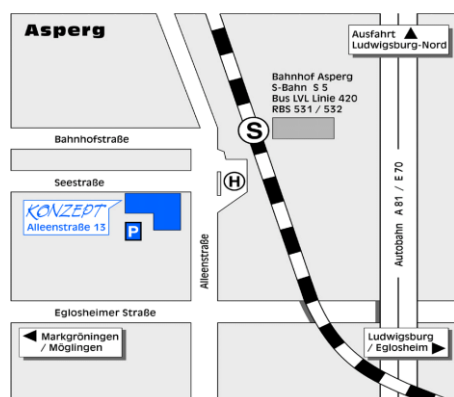 Asperg
Ausfahrt ▲
Ludwigsburg-Nord
Bahnhof Asperg
S-Bahn S 5
Bus LVL Linie 420
RBS 531 / 532
S
Bahnhofstraße
Seestraße
H
KONZEPT
Alleenstraße 13
P
Alleenstraße
Autobahn A 81 / E 70
Eglosheimer Straße
◀ Markgröningen
/ Möglingen
Ludwigsburg
/ Eglosheim ▶